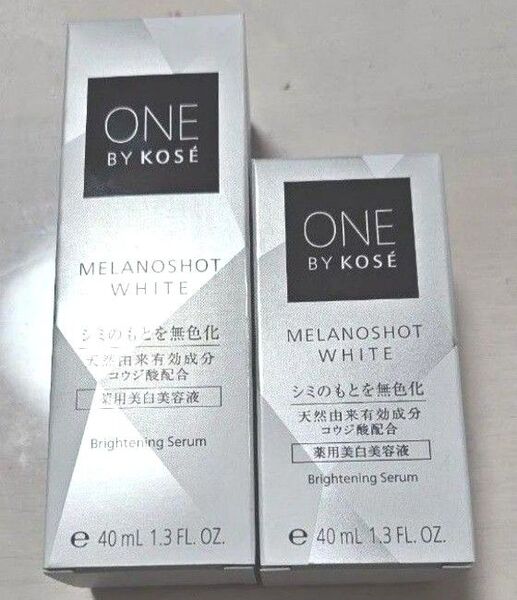 ONE
BY KOSÉ
MELANOSHOT
WHITE
シミのもとを無色化
天然由来有効成分
コウジ酸配合
薬用美白美容液
Brightening Serum
e 40 mL 1.3 FL. OZ.
ONE
BY KOSÉ
MELANOSHOT
WHITE
シミのもとを無色化
天然由来有効成分
コウジ酸配合
薬用美白美容液
Brightening Serum
e 40 mL 1.3 FL. OZ.